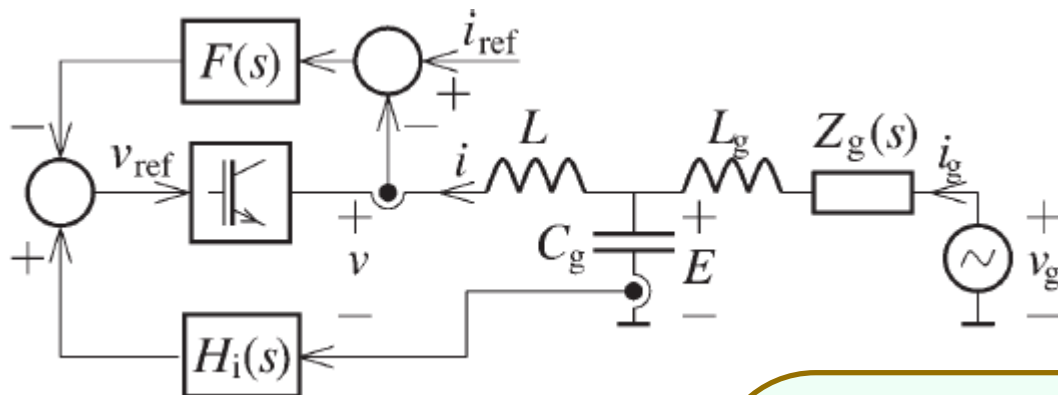 F(s)
i_ref
+
−
−
v_ref
+
i
L
L_g
Z_g(s)
i_g
+
v
−
C_g
+
E
−
+
v_g
−
H_i(s)